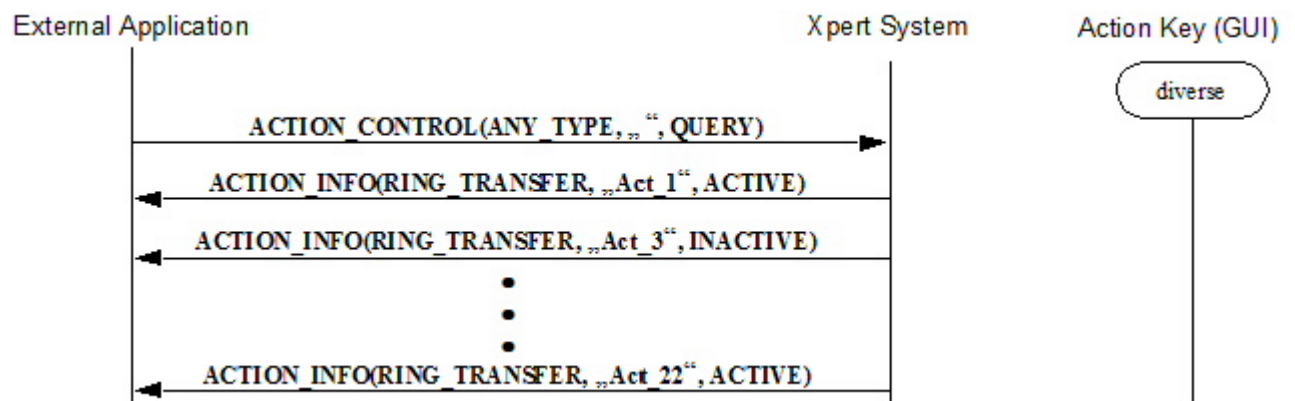 External Application Xpert System Action Key (GUI)
diverse
ACTION_CONTROL(ANY_TYPE, „ “, QUERY)
ACTION_INFO(RING_TRANSFER, „Act_1“, ACTIVE)
ACTION_INFO(RING_TRANSFER, „Act_3“, INACTIVE)
ACTION_INFO(RING_TRANSFER, „Act_22“, ACTIVE)